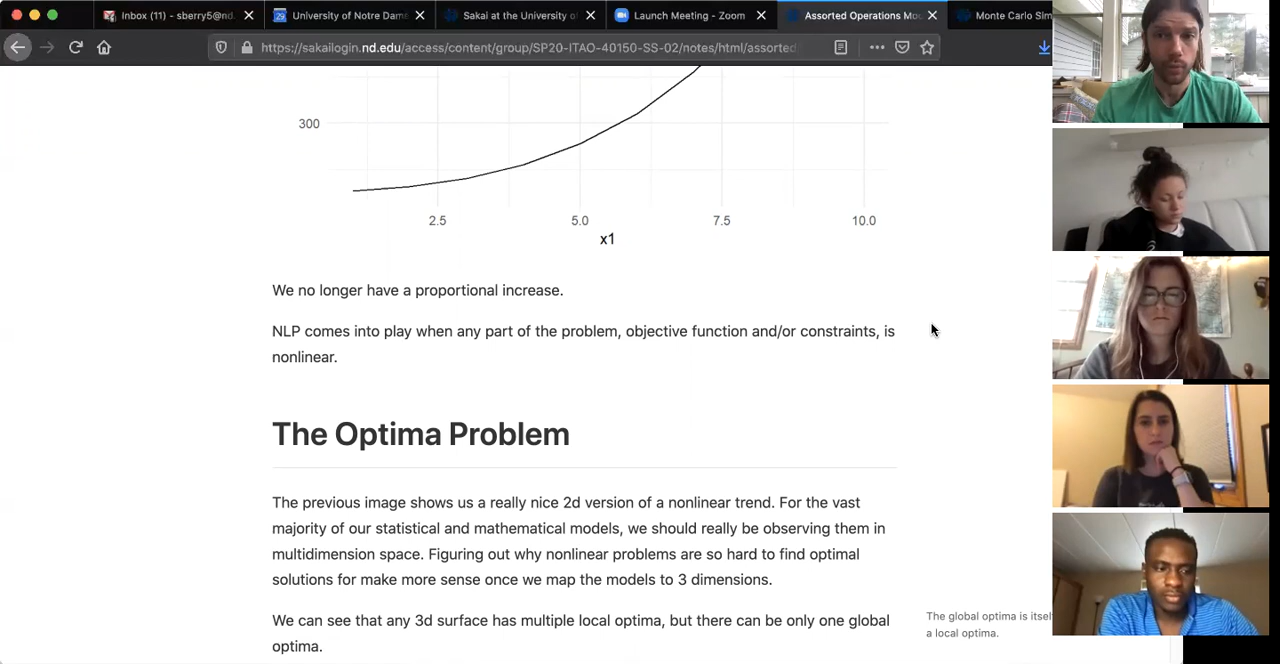 Inbox (11) - sberry5@nd.
University of Notre Dame
Sakai at the University o
Launch Meeting - Zoom
Assorted Operations Mo
Monte Carlo Sim
https://sakailogin.nd.edu/access/content/group/SP20-ITAO-40150-SS-02/notes/html/assorted
300
2.5 5.0 7.5 10.0
x1
We no longer have a proportional increase.
NLP comes into play when any part of the problem, objective function and/or constraints, is
nonlinear.
The Optima Problem
The previous image shows us a really nice 2d version of a nonlinear trend. For the vast
majority of our statistical and mathematical models, we should really be observing them in
multidimension space. Figuring out why nonlinear problems are so hard to find optimal
solutions for make more sense once we map the models to 3 dimensions.
We can see that any 3d surface has multiple local optima, but there can be only one global
optima.
The global optima is itsel
a local optima.